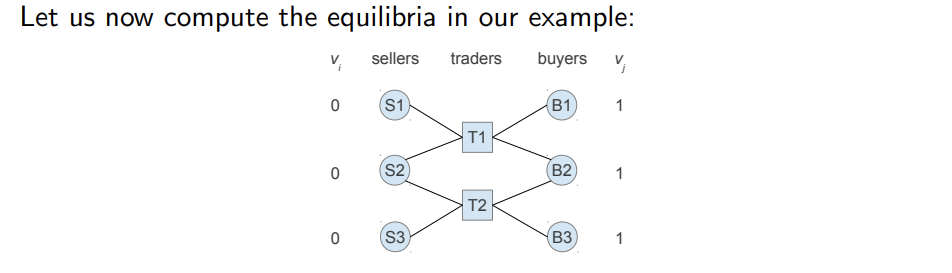 Let us now compute the equilibria in our example:
v_i sellers traders buyers v_j
0 S1 B1 1
T1
0 S2 B2 1
T2
0 S3 B3 1